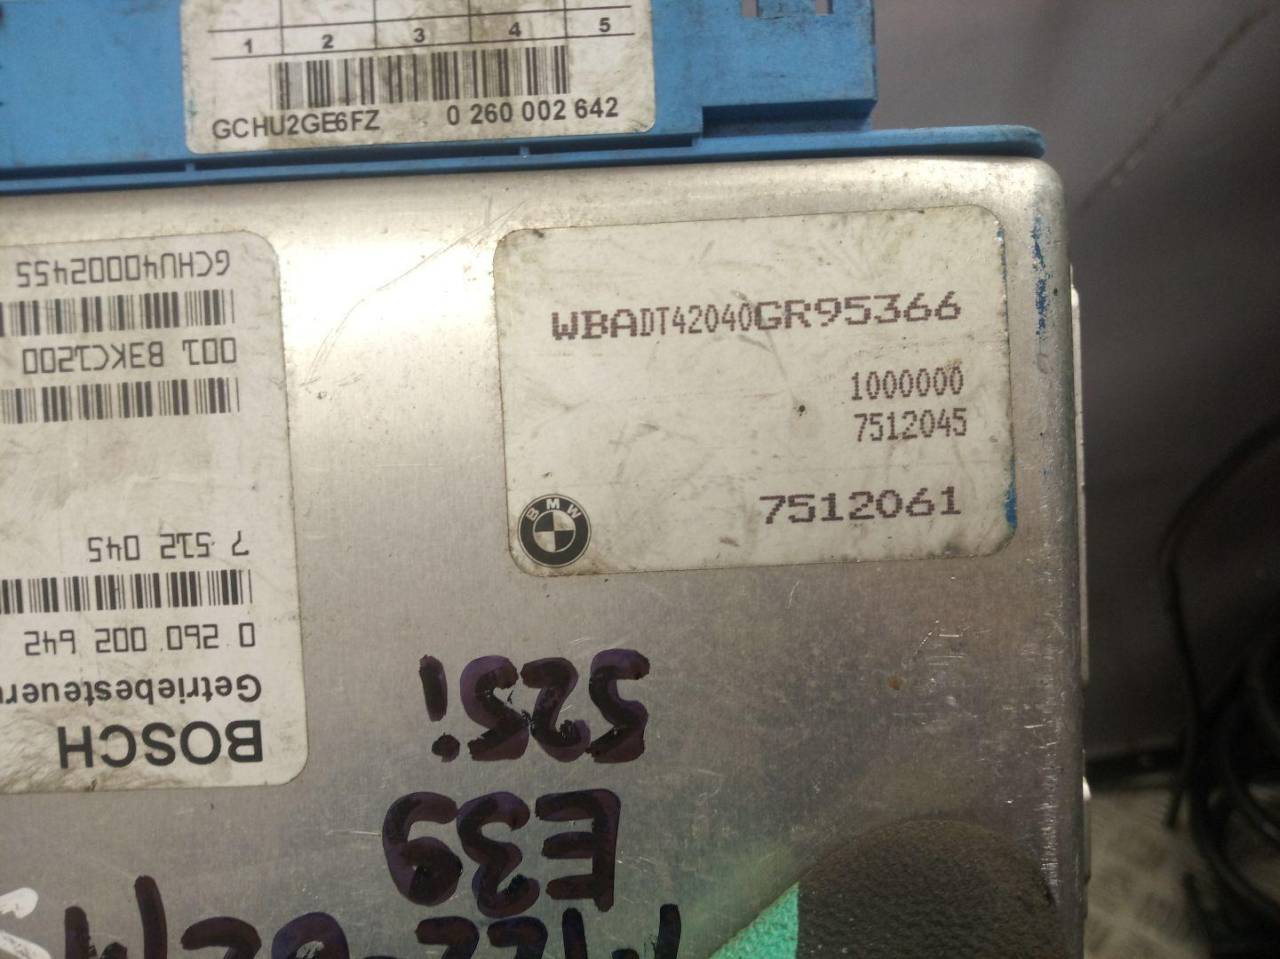 1 2 3 4 5
GCHU2GE6FZ 0 260 002 642
WBADT42040GR95366
1000000
7512045
7512061
BMW
BOSCH
0 260 002 642
7 512 045
001 B3KC1200
GCHU40002455
525i
E39